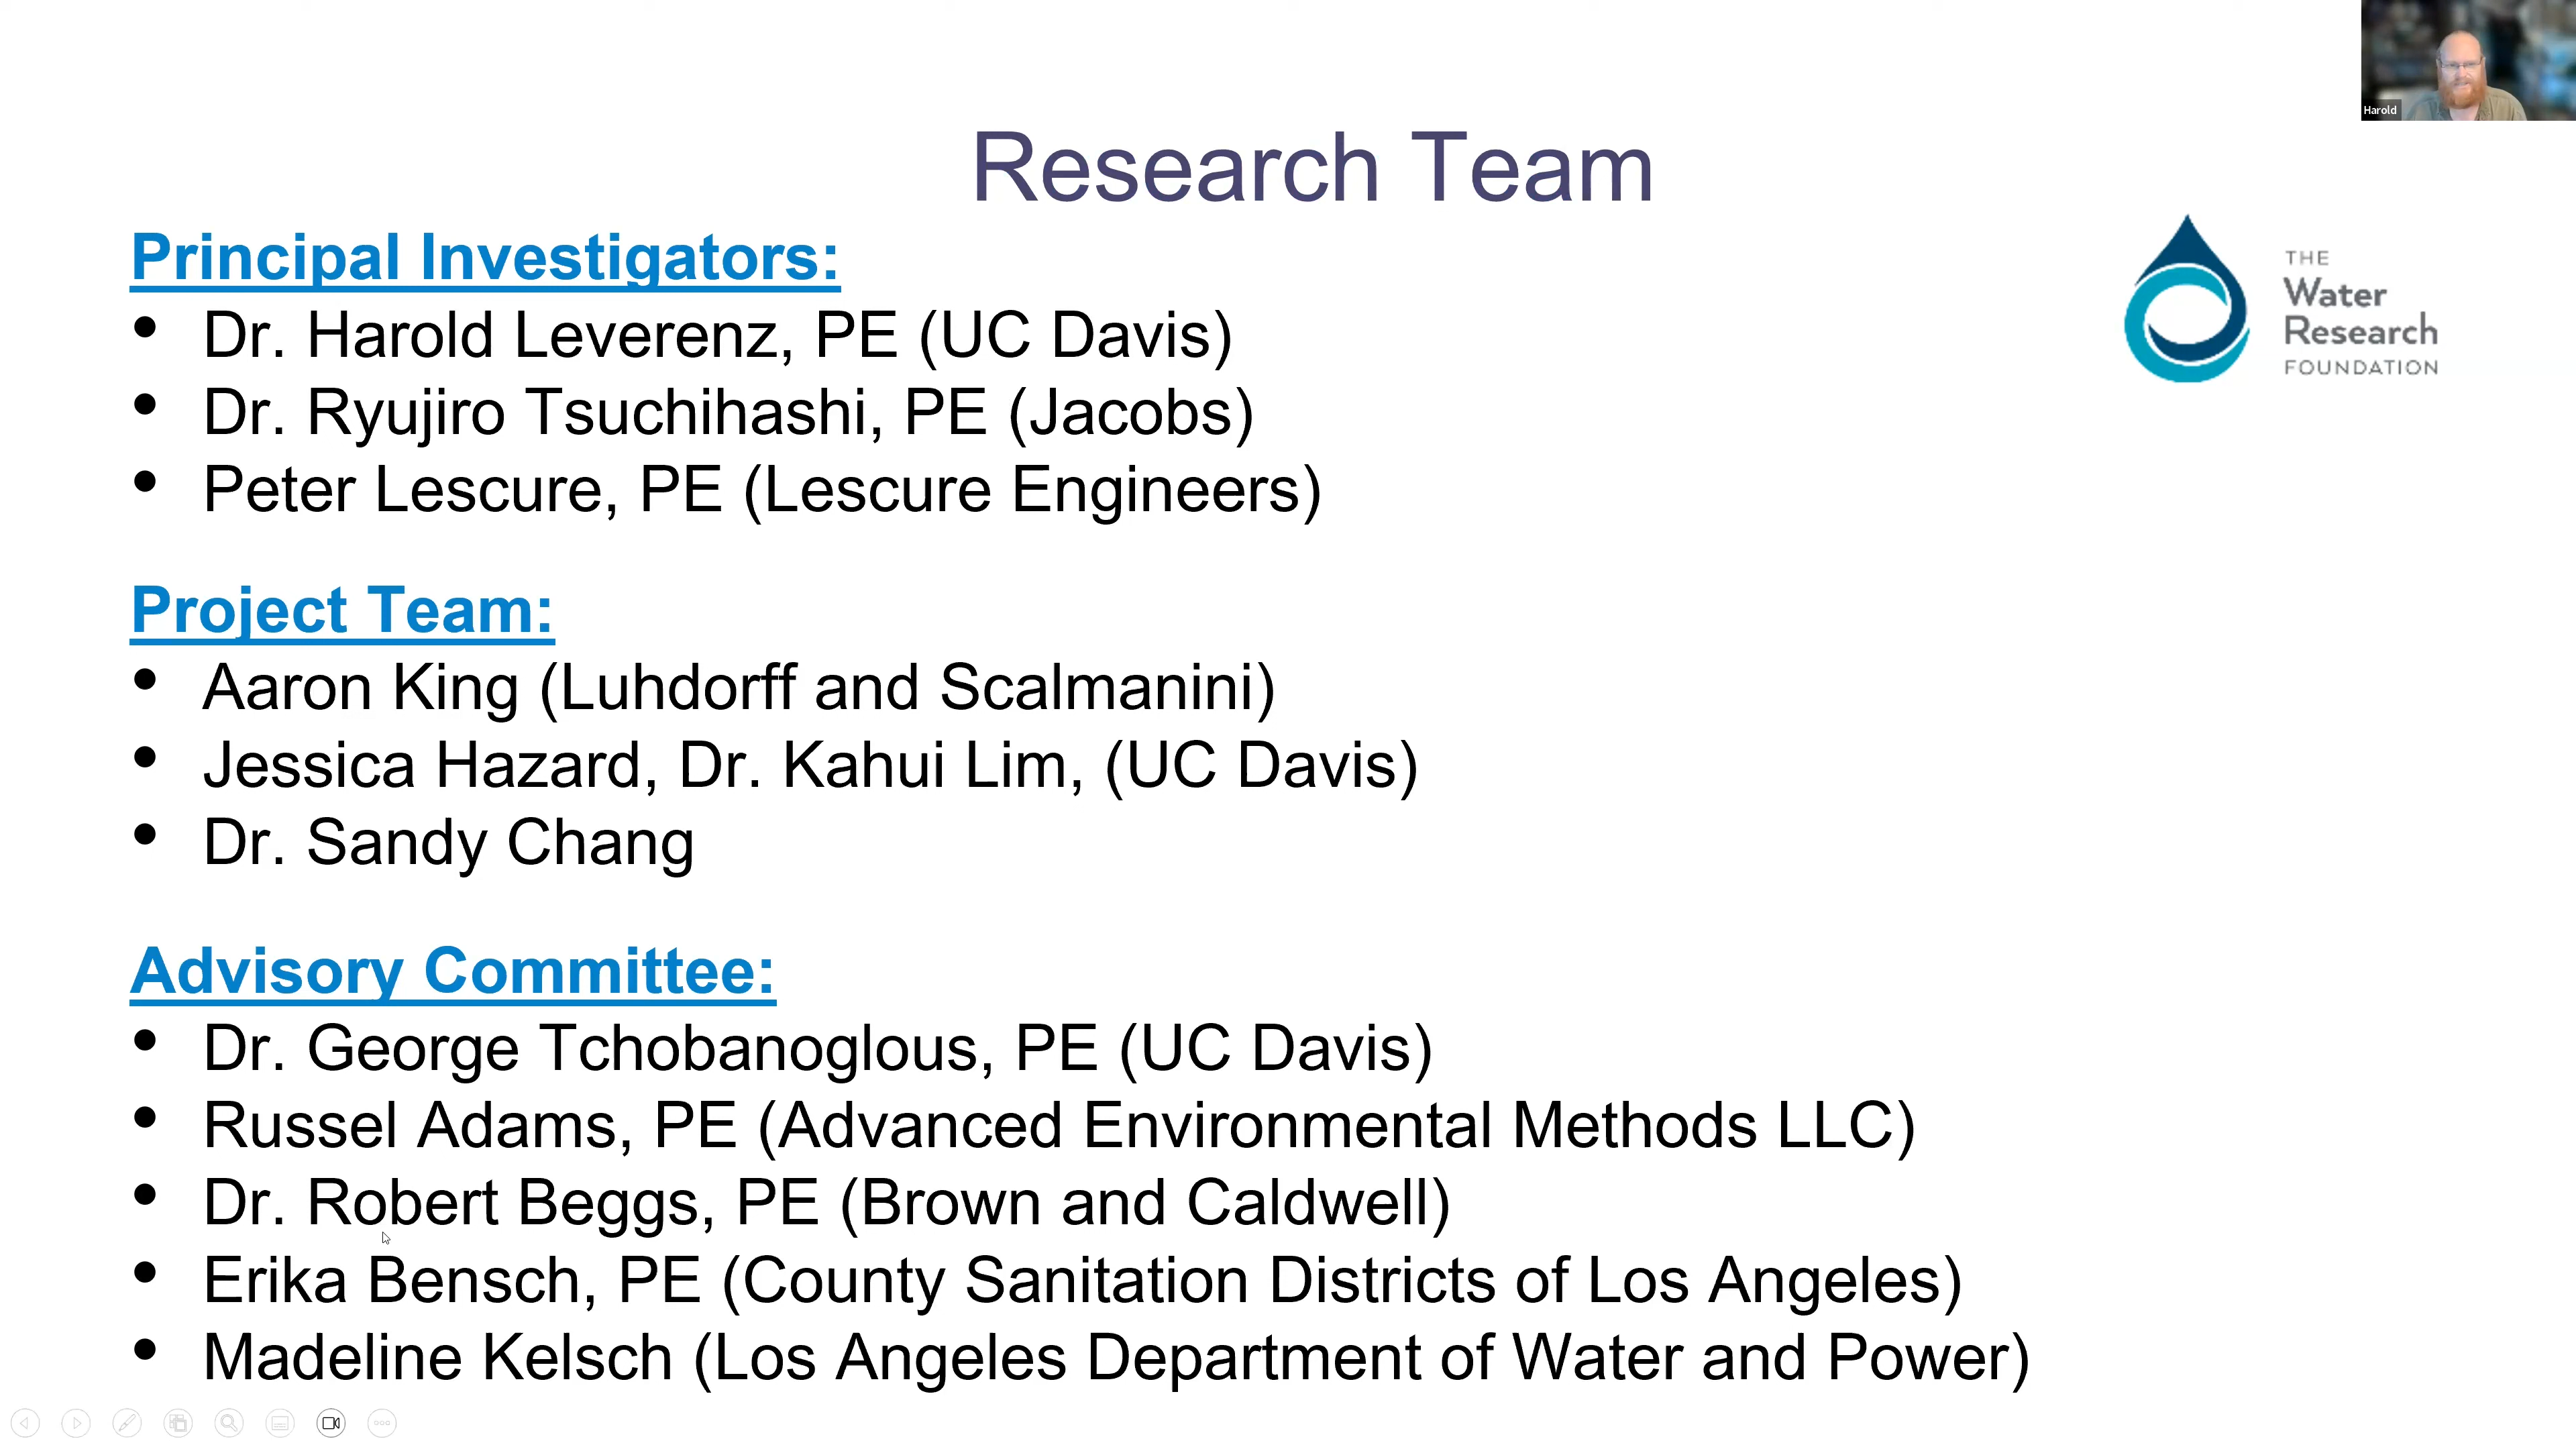 Harold
Research Team
THE
Water
Research
FOUNDATION
Principal Investigators:
• Dr. Harold Leverenz, PE (UC Davis)
• Dr. Ryujiro Tsuchihashi, PE (Jacobs)
• Peter Lescure, PE (Lescure Engineers)
Project Team:
• Aaron King (Luhdorff and Scalmanini)
• Jessica Hazard, Dr. Kahui Lim, (UC Davis)
• Dr. Sandy Chang
Advisory Committee:
• Dr. George Tchobanoglous, PE (UC Davis)
• Russel Adams, PE (Advanced Environmental Methods LLC)
• Dr. Robert Beggs, PE (Brown and Caldwell)
• Erika Bensch, PE (County Sanitation Districts of Los Angeles)
• Madeline Kelsch (Los Angeles Department of Water and Power)